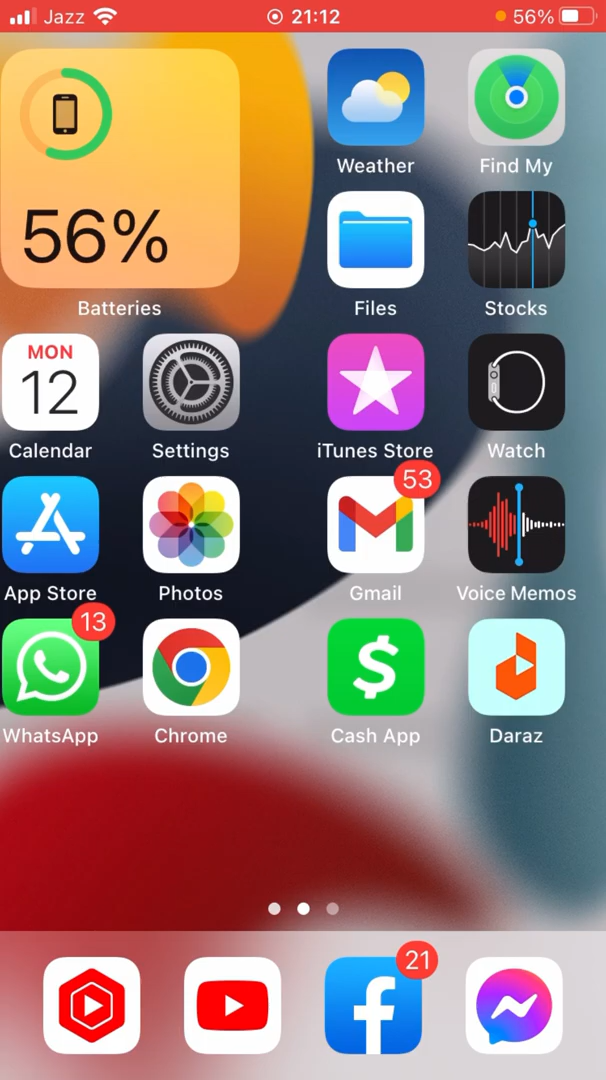 Jazz 21:12 56%
56%
Weather Find My
Batteries Files Stocks
MON
12
Calendar Settings iTunes Store Watch
53
App Store Photos Gmail Voice Memos
13
$
WhatsApp Chrome Cash App Daraz
21
f